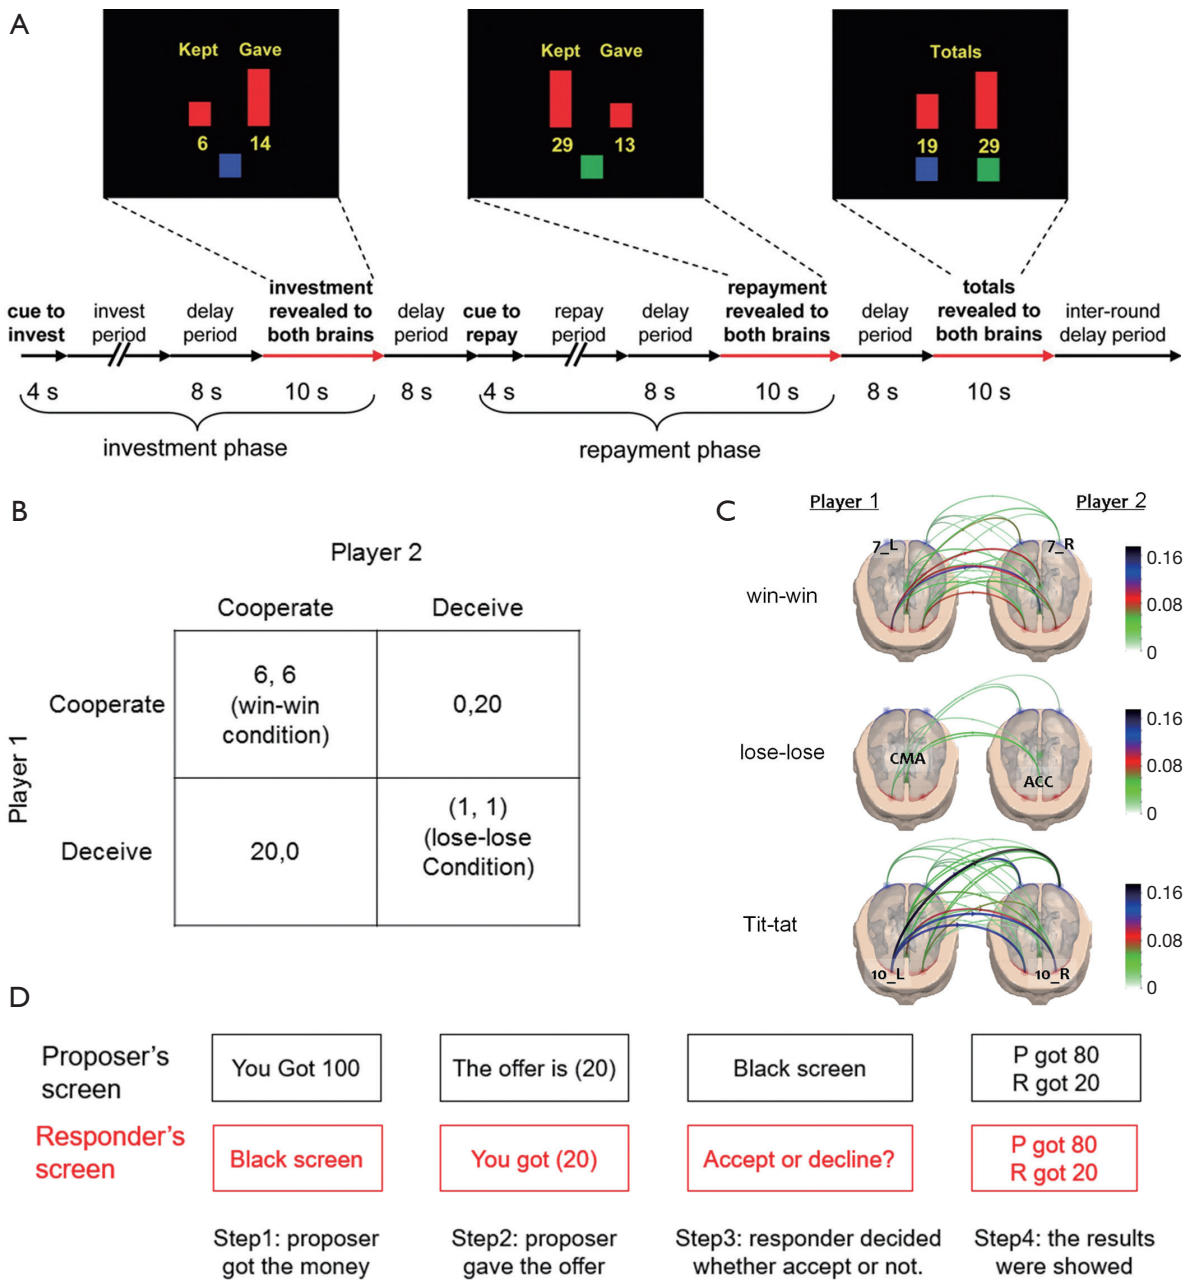 A
Kept Gave
6 14
Kept Gave
29 13
Totals
19 29
cue to
invest
invest
period
delay
period
investment
revealed to
both brains
delay
period
cue to
repay
repay
period
delay
period
repayment
revealed to
both brains
delay
period
totals
revealed to
both brains
inter-round
delay period
4 s 8 s 10 s 8 s 4 s 8 s 10 s 8 s 10 s
investment phase
repayment phase
B
Player 2
Cooperate Deceive
Player 1
Cooperate
6, 6
(win-win
condition)
0,20
Deceive
20,0
(1, 1)
(lose-lose
Condition)
C
Player 1 Player 2
win-win
7_L 7_R
0.16
0.08
0
lose-lose
CMA
ACC
0.16
0.08
0
Tit-tat
10_L 10_R
0.16
0.08
0
D
Proposer's
screen
You Got 100
The offer is (20)
Black screen
P got 80
R got 20
Responder's
screen
Black screen
You got (20)
Accept or decline?
P got 80
R got 20
Step1: proposer
got the money
Step2: proposer
gave the offer
Step3: responder decided
whether accept or not.
Step4: the results
were showed